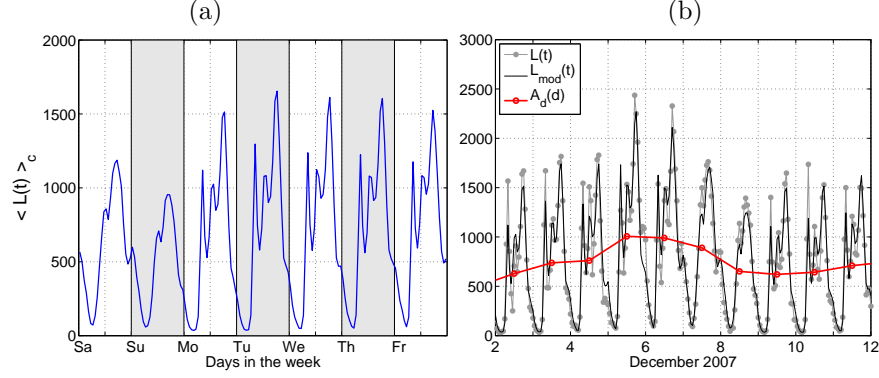 (a)
(b)
2000
1500
1000
500
0
< L(t) >c
Sa Su Mo Tu We Th Fr
Days in the week
3000
2500
2000
1500
1000
500
0
L(t)
Lmod(t)
Ad(d)
2 4 6 8 10 12
December 2007